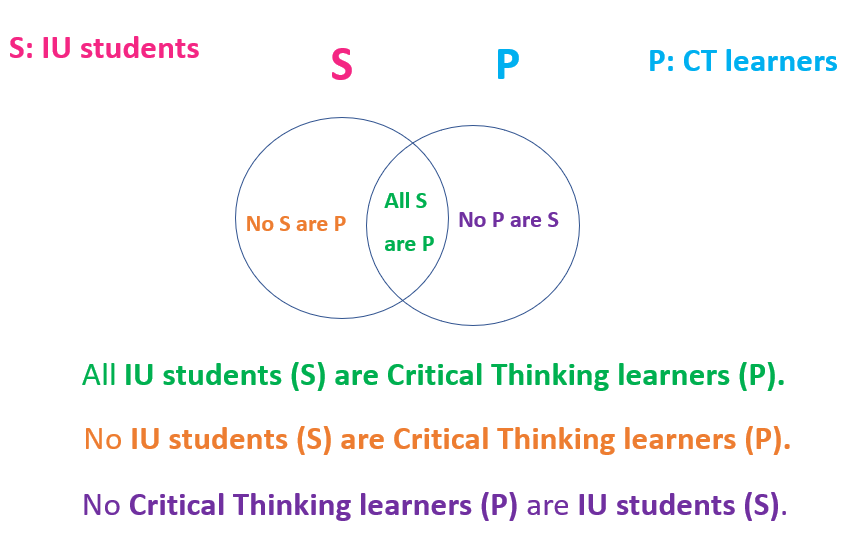 S: IU students
S
P
P: CT learners
No S are P
All S
are P
No P are S
All IU students (S) are Critical Thinking learners (P).
No IU students (S) are Critical Thinking learners (P).
No Critical Thinking learners (P) are IU students (S).